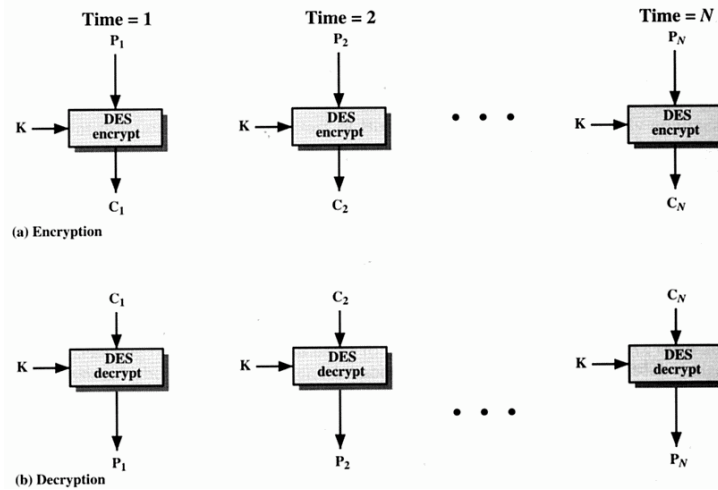 Time = 1 Time = 2 Time = N
P1 P2 PN
K DES encrypt K DES encrypt K DES encrypt
C1 C2 CN
(a) Encryption
C1 C2 CN
K DES decrypt K DES decrypt K DES decrypt
P1 P2 PN
(b) Decryption